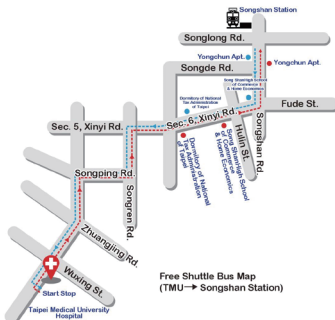 Songshan Station
Songlong Rd.
Yongchun Apt.
Songde Rd.
Yongchun Apt.
Song Shan High School
of Commerce
& Home Economics
Dormitory of National
Tax Administration
of Taipei
Fude St.
Sec. 5, Xinyi Rd.
Sec. 6, Xinyi Rd.
Hulin St.
Songshan Rd.
Song Shan High School
of Commerce
& Home Economics
Dormitory of National
Tax Administration
of Taipei
Songping Rd.
Songren Rd.
Zhuangjing Rd.
Wuxing St.
Start Stop
Taipei Medical University
Hospital
Free Shuttle Bus Map
(TMU→ Songshan Station)